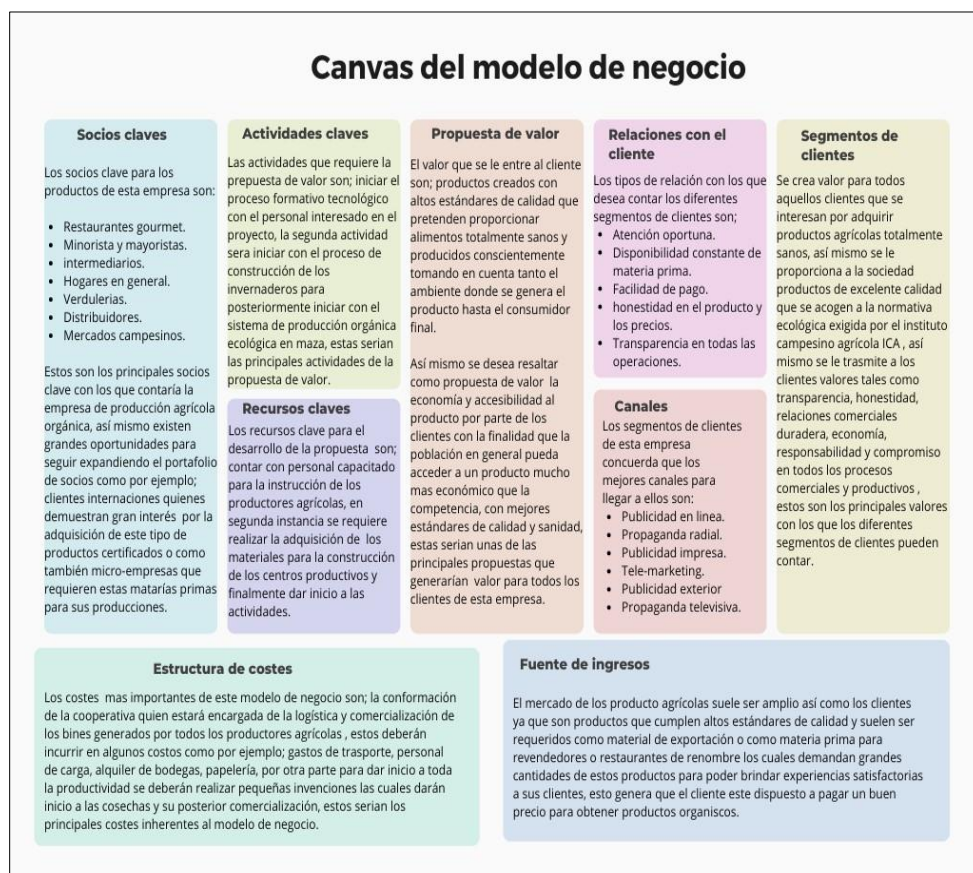 Canvas del modelo de negocio
Socios claves
Los socios clave para los
productos de esta empresa son:
• Restaurantes gourmet.
• Minorista y mayoristas.
• intermediarios.
• Hogares en general.
• Verdulerias.
• Distribuidores.
• Mercados campesinos.
Estos son los principales socios
clave con los que contaría la
empresa de producción agrícola
orgánica, así mismo existen
grandes oportunidades para
seguir expandiendo el portafolio
de socios como por ejemplo;
clientes internaciones quienes
demuestran gran interés por la
adquisición de este tipo de
productos certificados o como
también micro-empresas que
requieren estas matarías primas
para sus producciones.
Actividades claves
Las actividades que requiere la
prepuesta de valor son; iniciar el
proceso formativo tecnológico
con el personal interesado en el
proyecto, la segunda actividad
sera iniciar con el proceso de
construcción de los
invernaderos para
posteriormente iniciar con el
sistema de producción orgánica
ecológica en maza, estas serian
las principales actividades de la
propuesta de valor.
Recursos claves
Los recursos clave para el
desarrollo de la propuesta son;
contar con personal capacitado
para la instrucción de los
productores agrícolas, en
segunda instancia se requiere
realizar la adquisición de los
materiales para la construcción
de los centros productivos y
finalmente dar inicio a las
actividades.
Propuesta de valor
El valor que se le entre al cliente
son; productos creados con
altos estándares de calidad que
pretenden proporcionar
alimentos totalmente sanos y
producidos conscientemente
tomando en cuenta tanto el
ambiente donde se genera el
producto hasta el consumidor
final.
Así mismo se desea resaltar
como propuesta de valor la
economía y accesibilidad al
producto por parte de los
clientes con la finalidad que la
población en general pueda
acceder a un producto mucho
mas económico que la
competencia, con mejores
estándares de calidad y sanidad,
estas serian unas de las
principales propuestas que
generarían valor para todos los
clientes de esta empresa.
Relaciones con el
cliente
Los tipos de relación con los que
desea contar los diferentes
segmentos de clientes son;
• Atención oportuna.
• Disponibilidad constante de
materia prima.
• Facilidad de pago.
• honestidad en el producto y
los precios.
• Transparencia en todas las
operaciones.
Canales
Los segmentos de clientes
de esta empresa
concuerda que los
mejores canales para
llegar a ellos son:
• Publicidad en linea.
• Propaganda radial.
• Publicidad impresa.
• Tele-marketing.
• Publicidad exterior
• Propaganda televisiva.
Segmentos de
clientes
Se crea valor para todos
aquellos clientes que se
interesan por adquirir
productos agrícolas totalmente
sanos, así mismo se le
proporciona a la sociedad
productos de excelente calidad
que se acogen a la normativa
ecológica exigida por el instituto
campesino agrícola ICA , así
mismo se le trasmite a los
clientes valores tales como
transparencia, honestidad,
relaciones comerciales
duradera, economía,
responsabilidad y compromiso
en todos los procesos
comerciales y productivos ,
estos son los principales valores
con los que los diferentes
segmentos de clientes pueden
contar.
Estructura de costes
Los costes mas importantes de este modelo de negocio son; la conformación
de la cooperativa quien estará encargada de la logística y comercialización de
los bines generados por todos los productores agrícolas , estos deberán
incurrir en algunos costos como por ejemplo; gastos de trasporte, personal
de carga, alquiler de bodegas, papelería, por otra parte para dar inicio a toda
la productividad se deberán realizar pequeñas invenciones las cuales darán
inicio a las cosechas y su posterior comercialización, estos serian los
principales costes inherentes al modelo de negocio.
Fuente de ingresos
El mercado de los producto agrícolas suele ser amplio así como los clientes
ya que son productos que cumplen altos estándares de calidad y suelen ser
requeridos como material de exportación o como materia prima para
revendedores o restaurantes de renombre los cuales demandan grandes
cantidades de estos productos para poder brindar experiencias satisfactorias
a sus clientes, esto genera que el cliente este dispuesto a pagar un buen
precio para obtener productos organiscos.